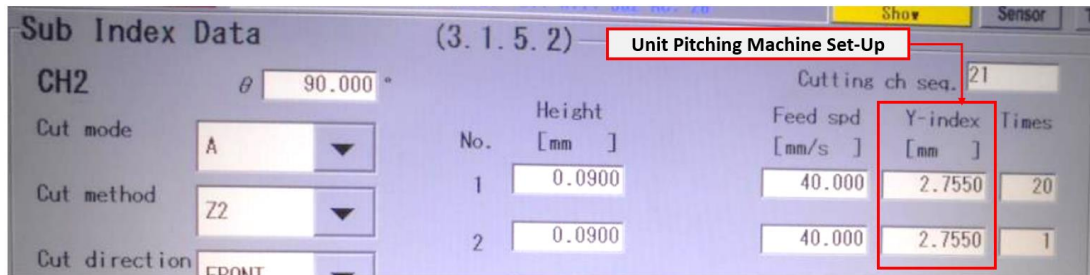 Show
Sensor
Sub Index Data
(3.1.5.2)
Unit Pitching Machine Set-Up
CH2
θ
90.000 °
Cutting ch seq. 21
Cut mode
A
No.
Height
[mm ]
Feed spd
[mm/s ]
Y-index
[mm ]
Times
1
0.0900
40.000
2.7550
20
Cut method
Z2
2
0.0900
40.000
2.7550
1
Cut direction
FRONT